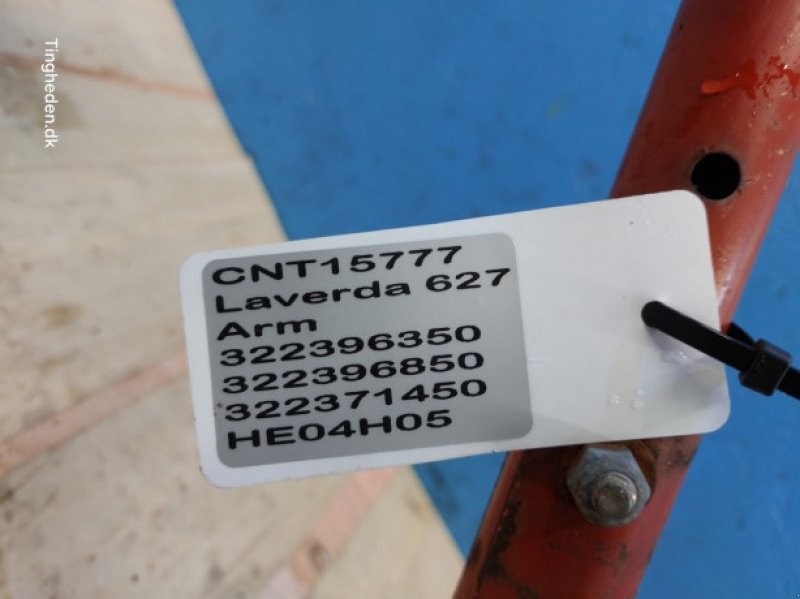 Tingheden.dk
CNT15777
Laverda 627
Arm
322396350
322396850
322371450
HE04H05